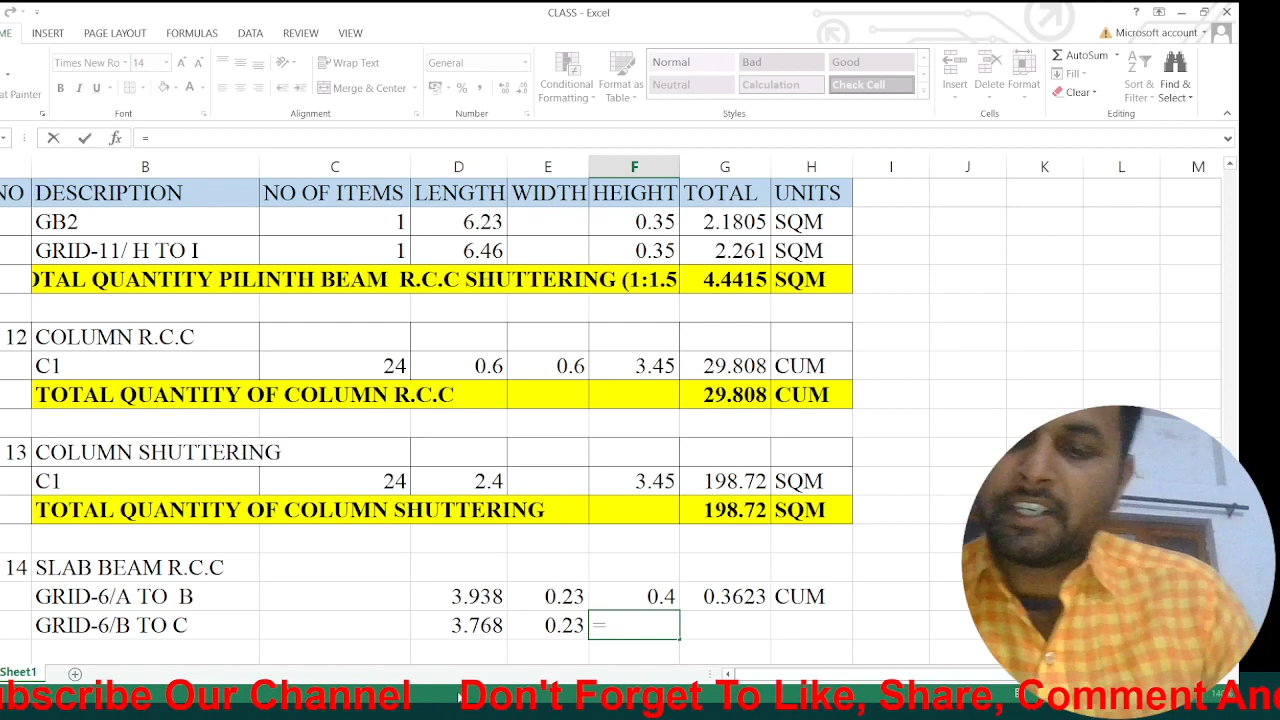 CLASS - Excel
ME INSERT PAGE LAYOUT FORMULAS DATA REVIEW VIEW Microsoft account
Times New Ro 14 Wrap Text General Normal Bad Good AutoSum
B I U Merge & Center Neutral Calculation Check Cell Fill
at Painter Conditional Formatting Format as Table Insert Delete Format Clear Sort & Filter Find & Select
Font Alignment Number Styles Cells Editing
fx =
B C D E F G H I J K L M
NO DESCRIPTION NO OF ITEMS LENGTH WIDTH HEIGHT TOTAL UNITS
GB2 1 6.23 0.35 2.1805 SQM
GRID-11/ H TO I 1 6.46 0.35 2.261 SQM
OTAL QUANTITY PILINTH BEAM R.C.C SHUTTERING (1:1.5 4.4415 SQM
12 COLUMN R.C.C
C1 24 0.6 0.6 3.45 29.808 CUM
TOTAL QUANTITY OF COLUMN R.C.C 29.808 CUM
13 COLUMN SHUTTERING
C1 24 2.4 3.45 198.72 SQM
TOTAL QUANTITY OF COLUMN SHUTTERING 198.72 SQM
14 SLAB BEAM R.C.C
GRID-6/A TO B 3.938 0.23 0.4 0.3623 CUM
GRID-6/B TO C 3.768 0.23 =
Sheet1
ubscribe Our Channel Don't Forget To Like, Share, Comment And